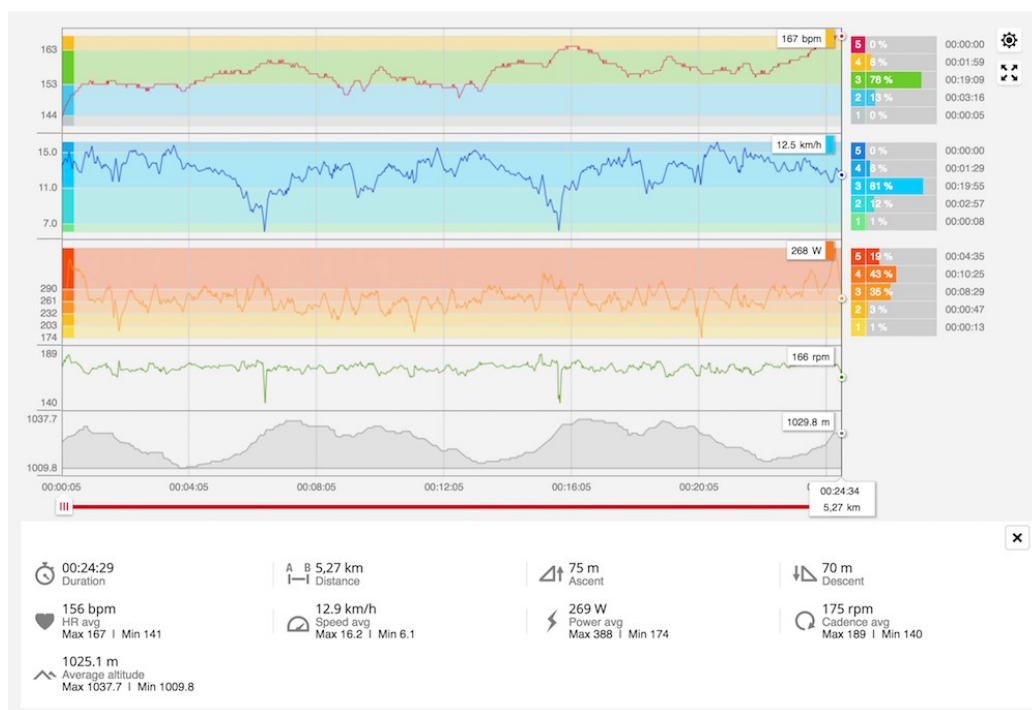 163
153
144
167 bpm
5 0 % 00:00:00
4 6 % 00:01:59
3 78 % 00:19:09
2 13 % 00:03:16
1 0 % 00:00:05
15.0
11.0
7.0
12.5 km/h
5 0 % 00:00:00
4 6 % 00:01:29
3 81 % 00:19:55
2 12 % 00:02:57
1 1 % 00:00:08
290
261
232
203
174
268 W
5 19 % 00:04:35
4 43 % 00:10:25
3 35 % 00:08:29
2 3 % 00:00:47
1 1 % 00:00:13
189
140
166 rpm
1037.7
1009.8
1029.8 m
00:00:05 00:04:05 00:08:05 00:12:05 00:16:05 00:20:05
00:24:34
5,27 km
00:24:29
Duration
A B 5,27 km
Distance
75 m
Ascent
70 m
Descent
156 bpm
HR avg
Max 167 | Min 141
12.9 km/h
Speed avg
Max 16.2 | Min 6.1
269 W
Power avg
Max 388 | Min 174
175 rpm
Cadence avg
Max 189 | Min 140
1025.1 m
Average altitude
Max 1037.7 | Min 1009.8